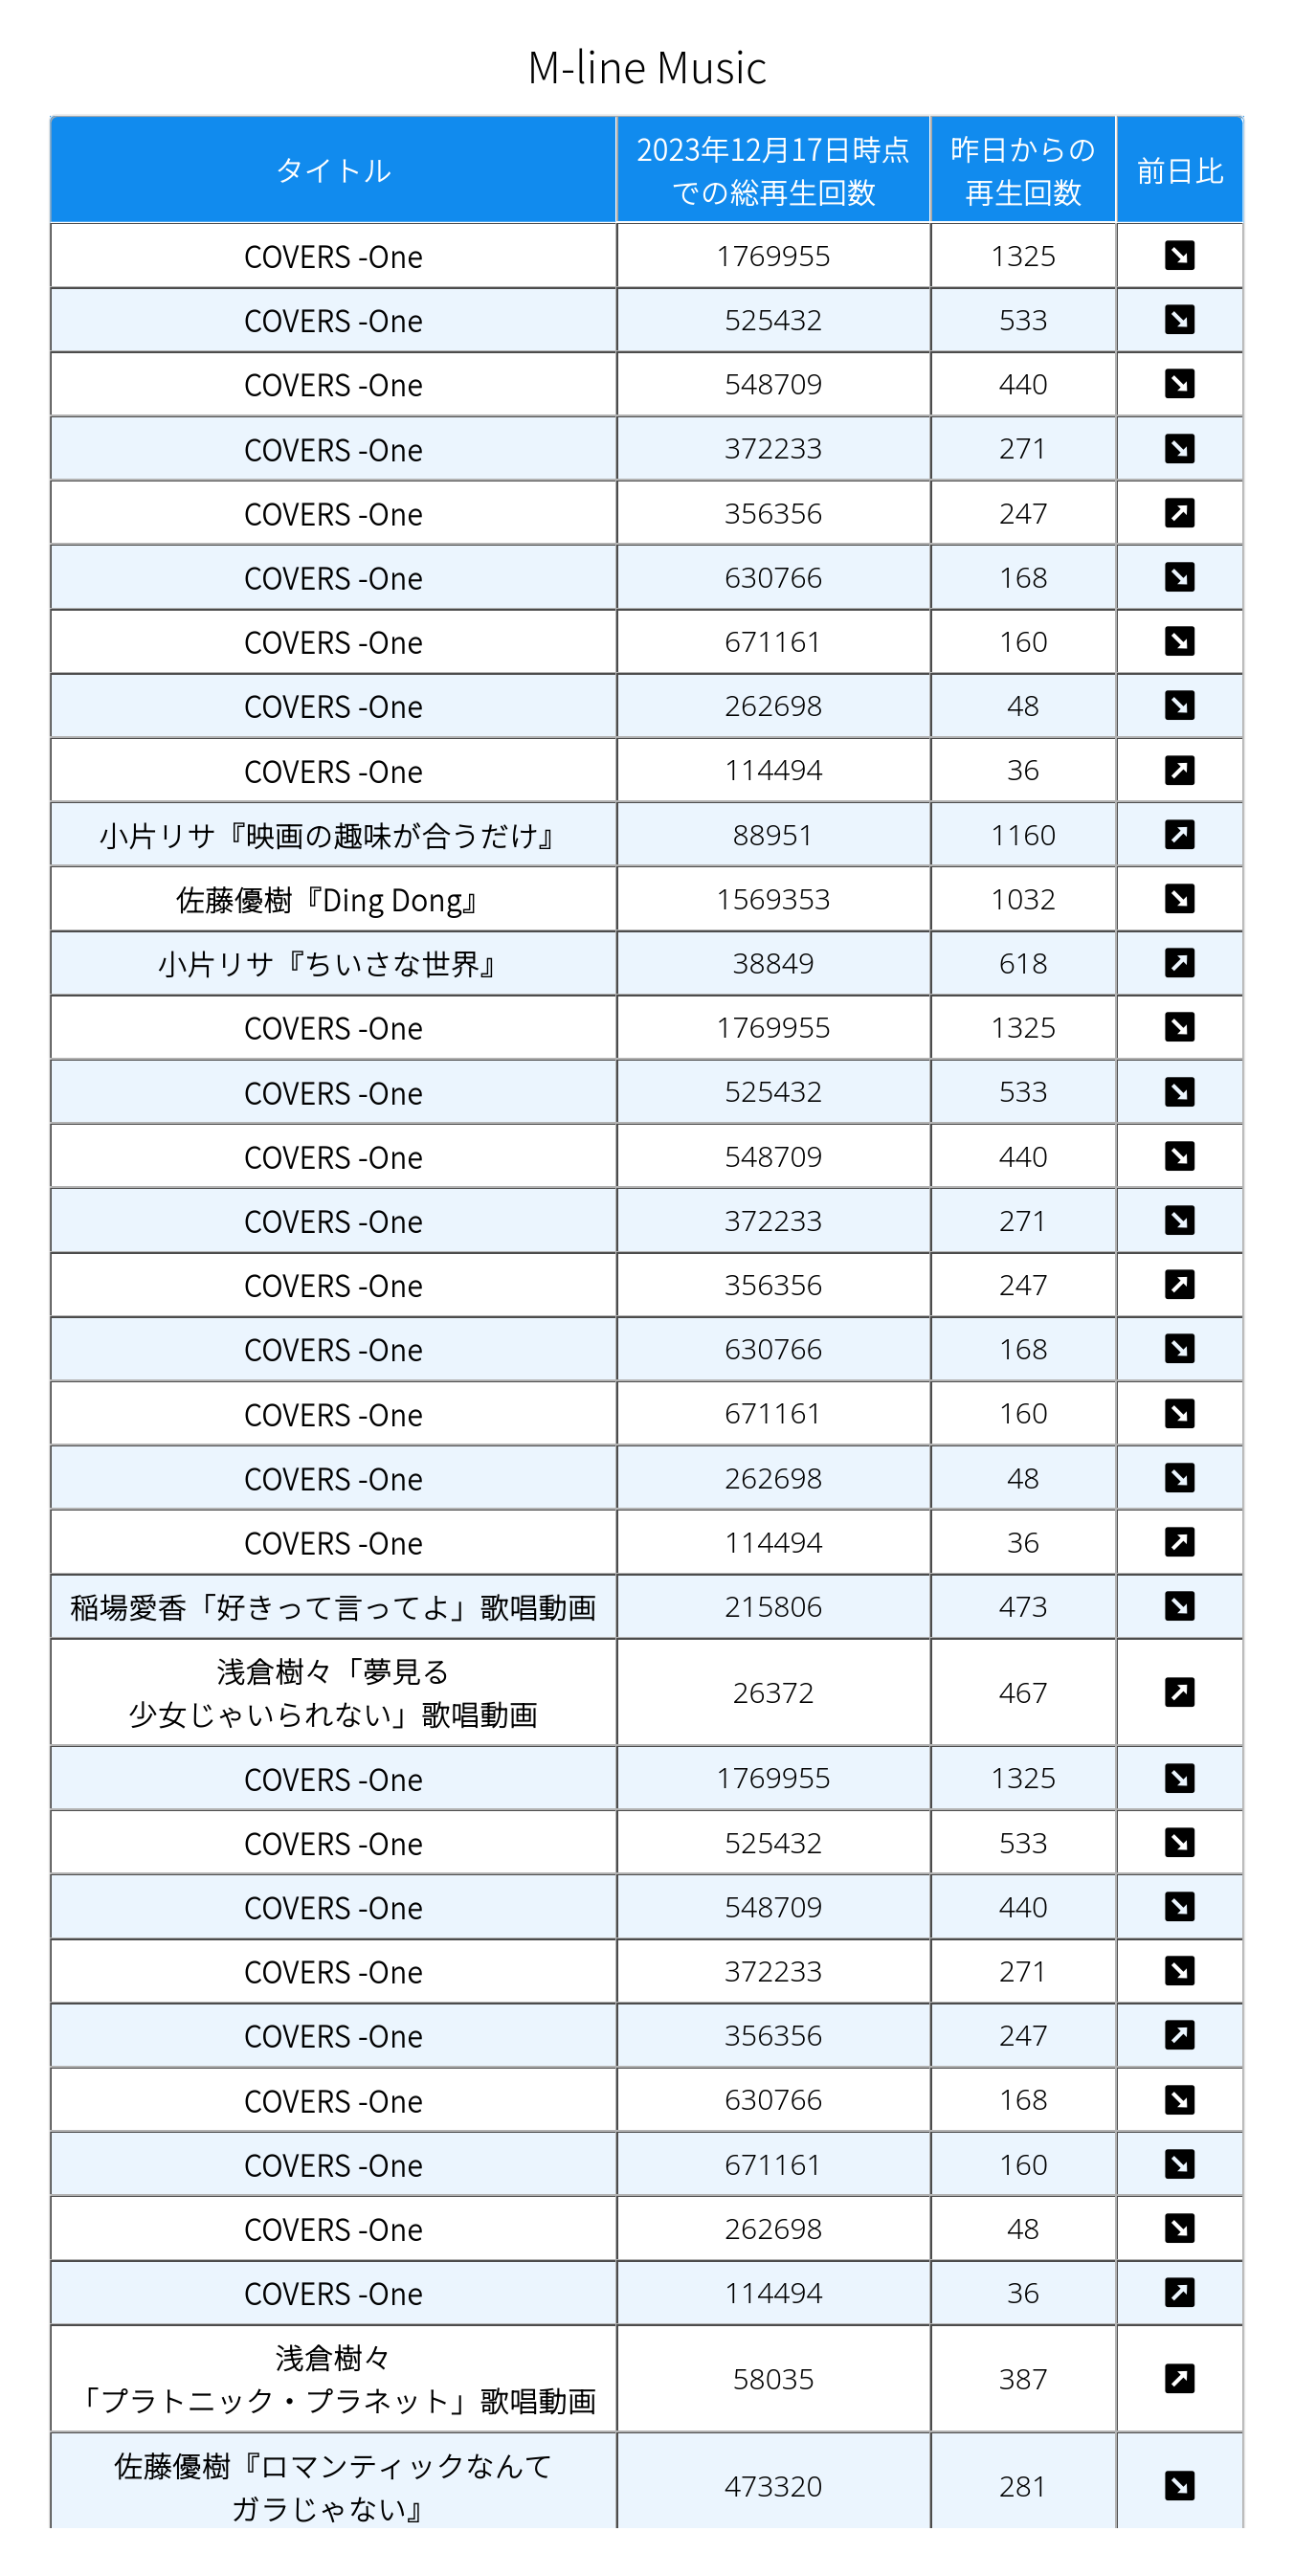 M-line Music
タイトル 2023年12月17日時点での総再生回数 昨日からの再生回数 前日比
COVERS -One 1769955 1325 ↘
COVERS -One 525432 533 ↘
COVERS -One 548709 440 ↘
COVERS -One 372233 271 ↘
COVERS -One 356356 247 ↗
COVERS -One 630766 168 ↘
COVERS -One 671161 160 ↘
COVERS -One 262698 48 ↘
COVERS -One 114494 36 ↗
小片リサ『映画の趣味が合うだけ』 88951 1160 ↗
佐藤優樹『Ding Dong』 1569353 1032 ↘
小片リサ『ちいさな世界』 38849 618 ↗
COVERS -One 1769955 1325 ↘
COVERS -One 525432 533 ↘
COVERS -One 548709 440 ↘
COVERS -One 372233 271 ↘
COVERS -One 356356 247 ↗
COVERS -One 630766 168 ↘
COVERS -One 671161 160 ↘
COVERS -One 262698 48 ↘
COVERS -One 114494 36 ↗
稲場愛香「好きって言ってよ」歌唱動画 215806 473 ↘
浅倉樹々「夢見る
少女じゃいられない」歌唱動画 26372 467 ↗
COVERS -One 1769955 1325 ↘
COVERS -One 525432 533 ↘
COVERS -One 548709 440 ↘
COVERS -One 372233 271 ↘
COVERS -One 356356 247 ↗
COVERS -One 630766 168 ↘
COVERS -One 671161 160 ↘
COVERS -One 262698 48 ↘
COVERS -One 114494 36 ↗
浅倉樹々
「プラトニック・プラネット」歌唱動画 58035 387 ↗
佐藤優樹『ロマンティックなんて
ガラじゃない』 473320 281 ↘